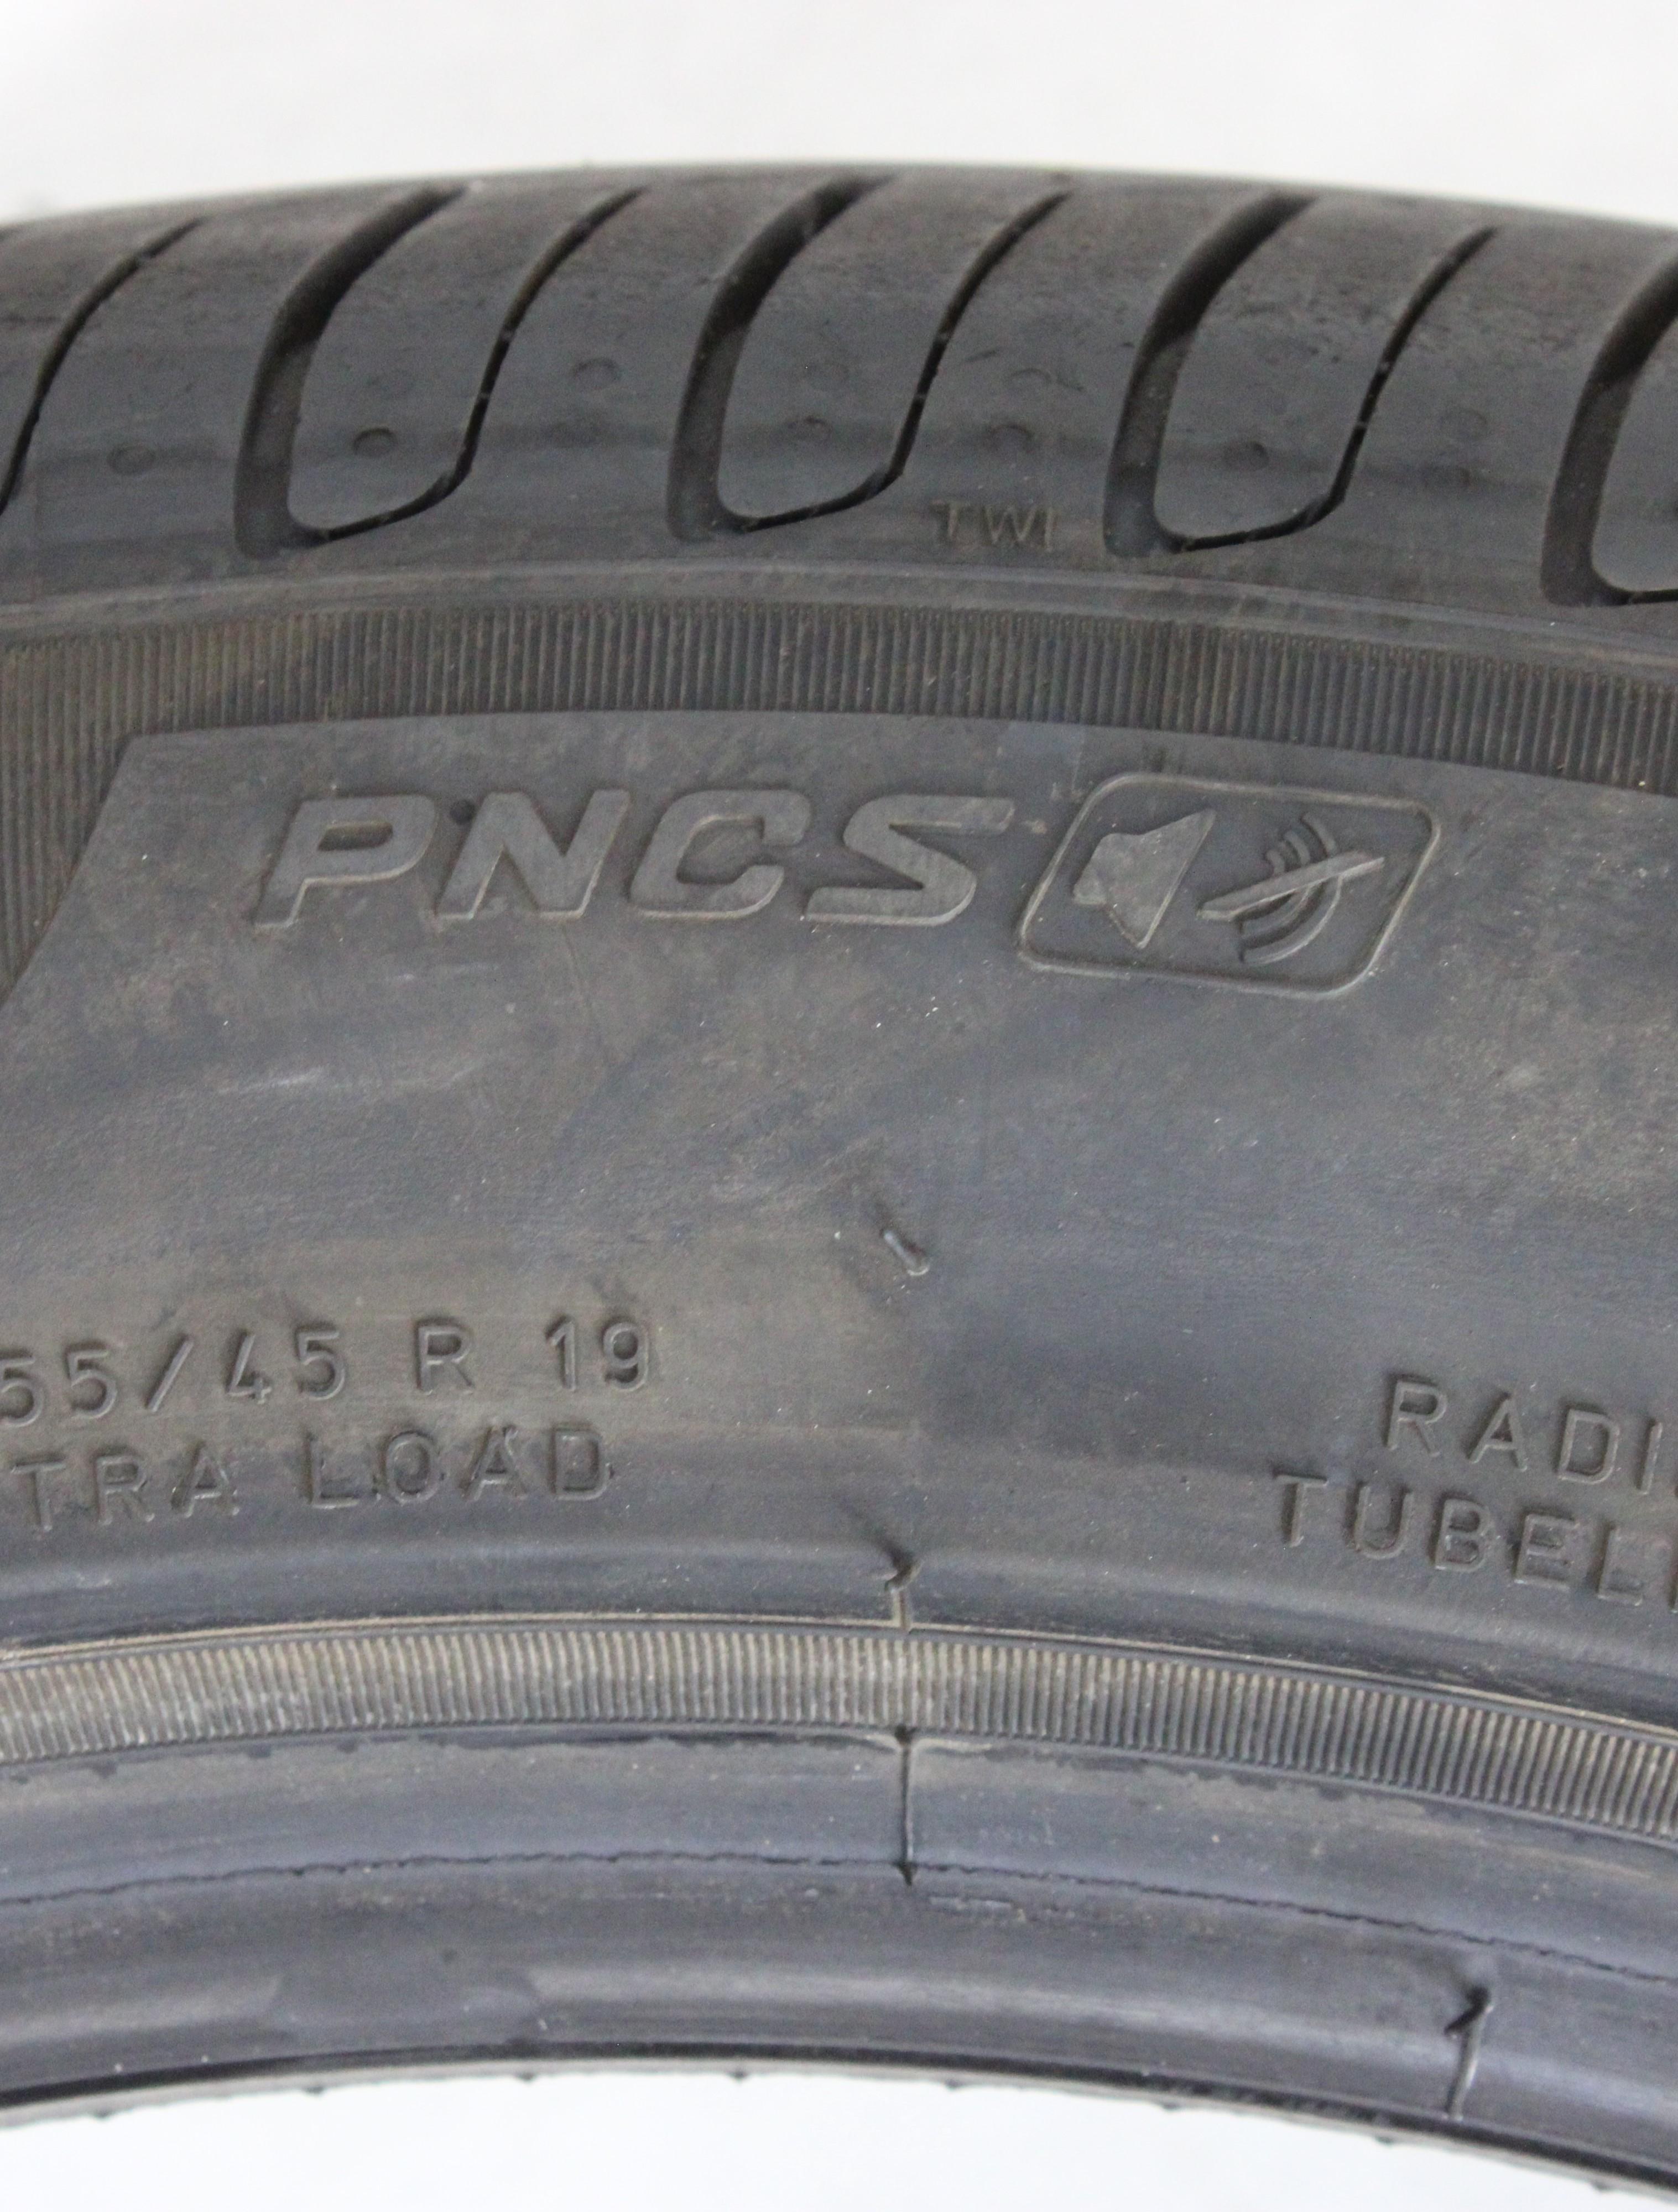 TWI
PNCS
55/45 R 19
TRA LOAD
RADI
TUBEL